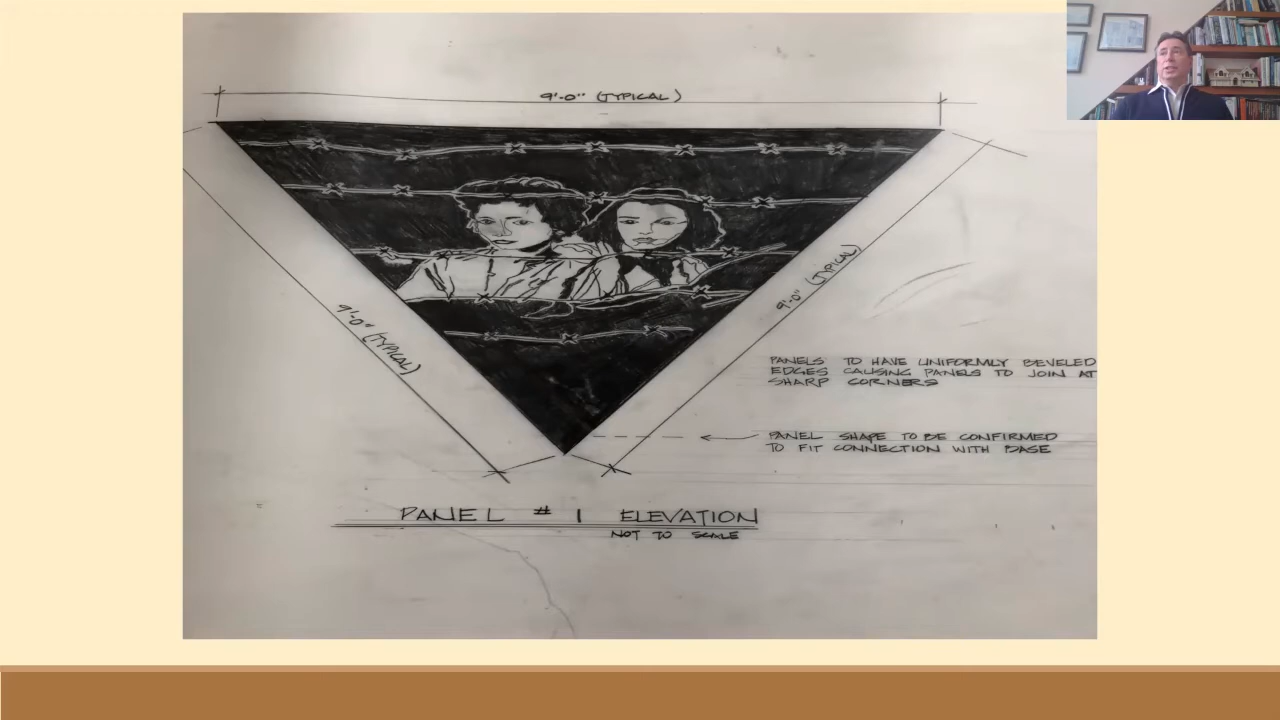 9'-0" (TYPICAL)
9'-0" (TYPICAL)
9'-0" (TYPICAL)
PANELS TO HAVE UNIFORMLY BEVELED
EDGES CAUSING PANELS TO JOIN AT
SHARP CORNERS
PANEL SHAPE TO BE CONFIRMED
TO FIT CONNECTION WITH BASE
PANEL # 1 ELEVATION
NOT TO SCALE